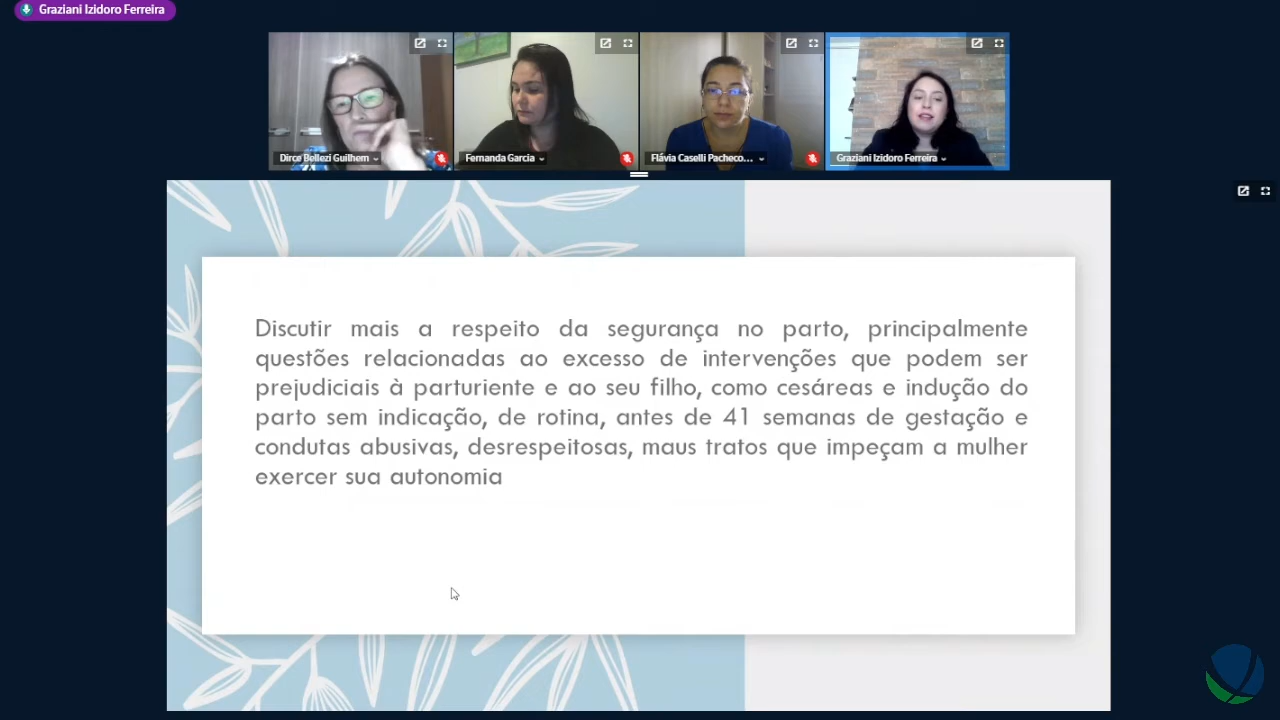 Graziani Izidoro Ferreira
Dirce Bellezi Guilhem
Fernanda Garcia
Flávia Caselli Pacheco...
Graziani Izidoro Ferreira
Discutir mais a respeito da segurança no parto, principalmente
questões relacionadas ao excesso de intervenções que podem ser
prejudiciais à parturiente e ao seu filho, como cesáreas e indução do
parto sem indicação, de rotina, antes de 41 semanas de gestação e
condutas abusivas, desrespeitosas, maus tratos que impeçam a mulher
exercer sua autonomia